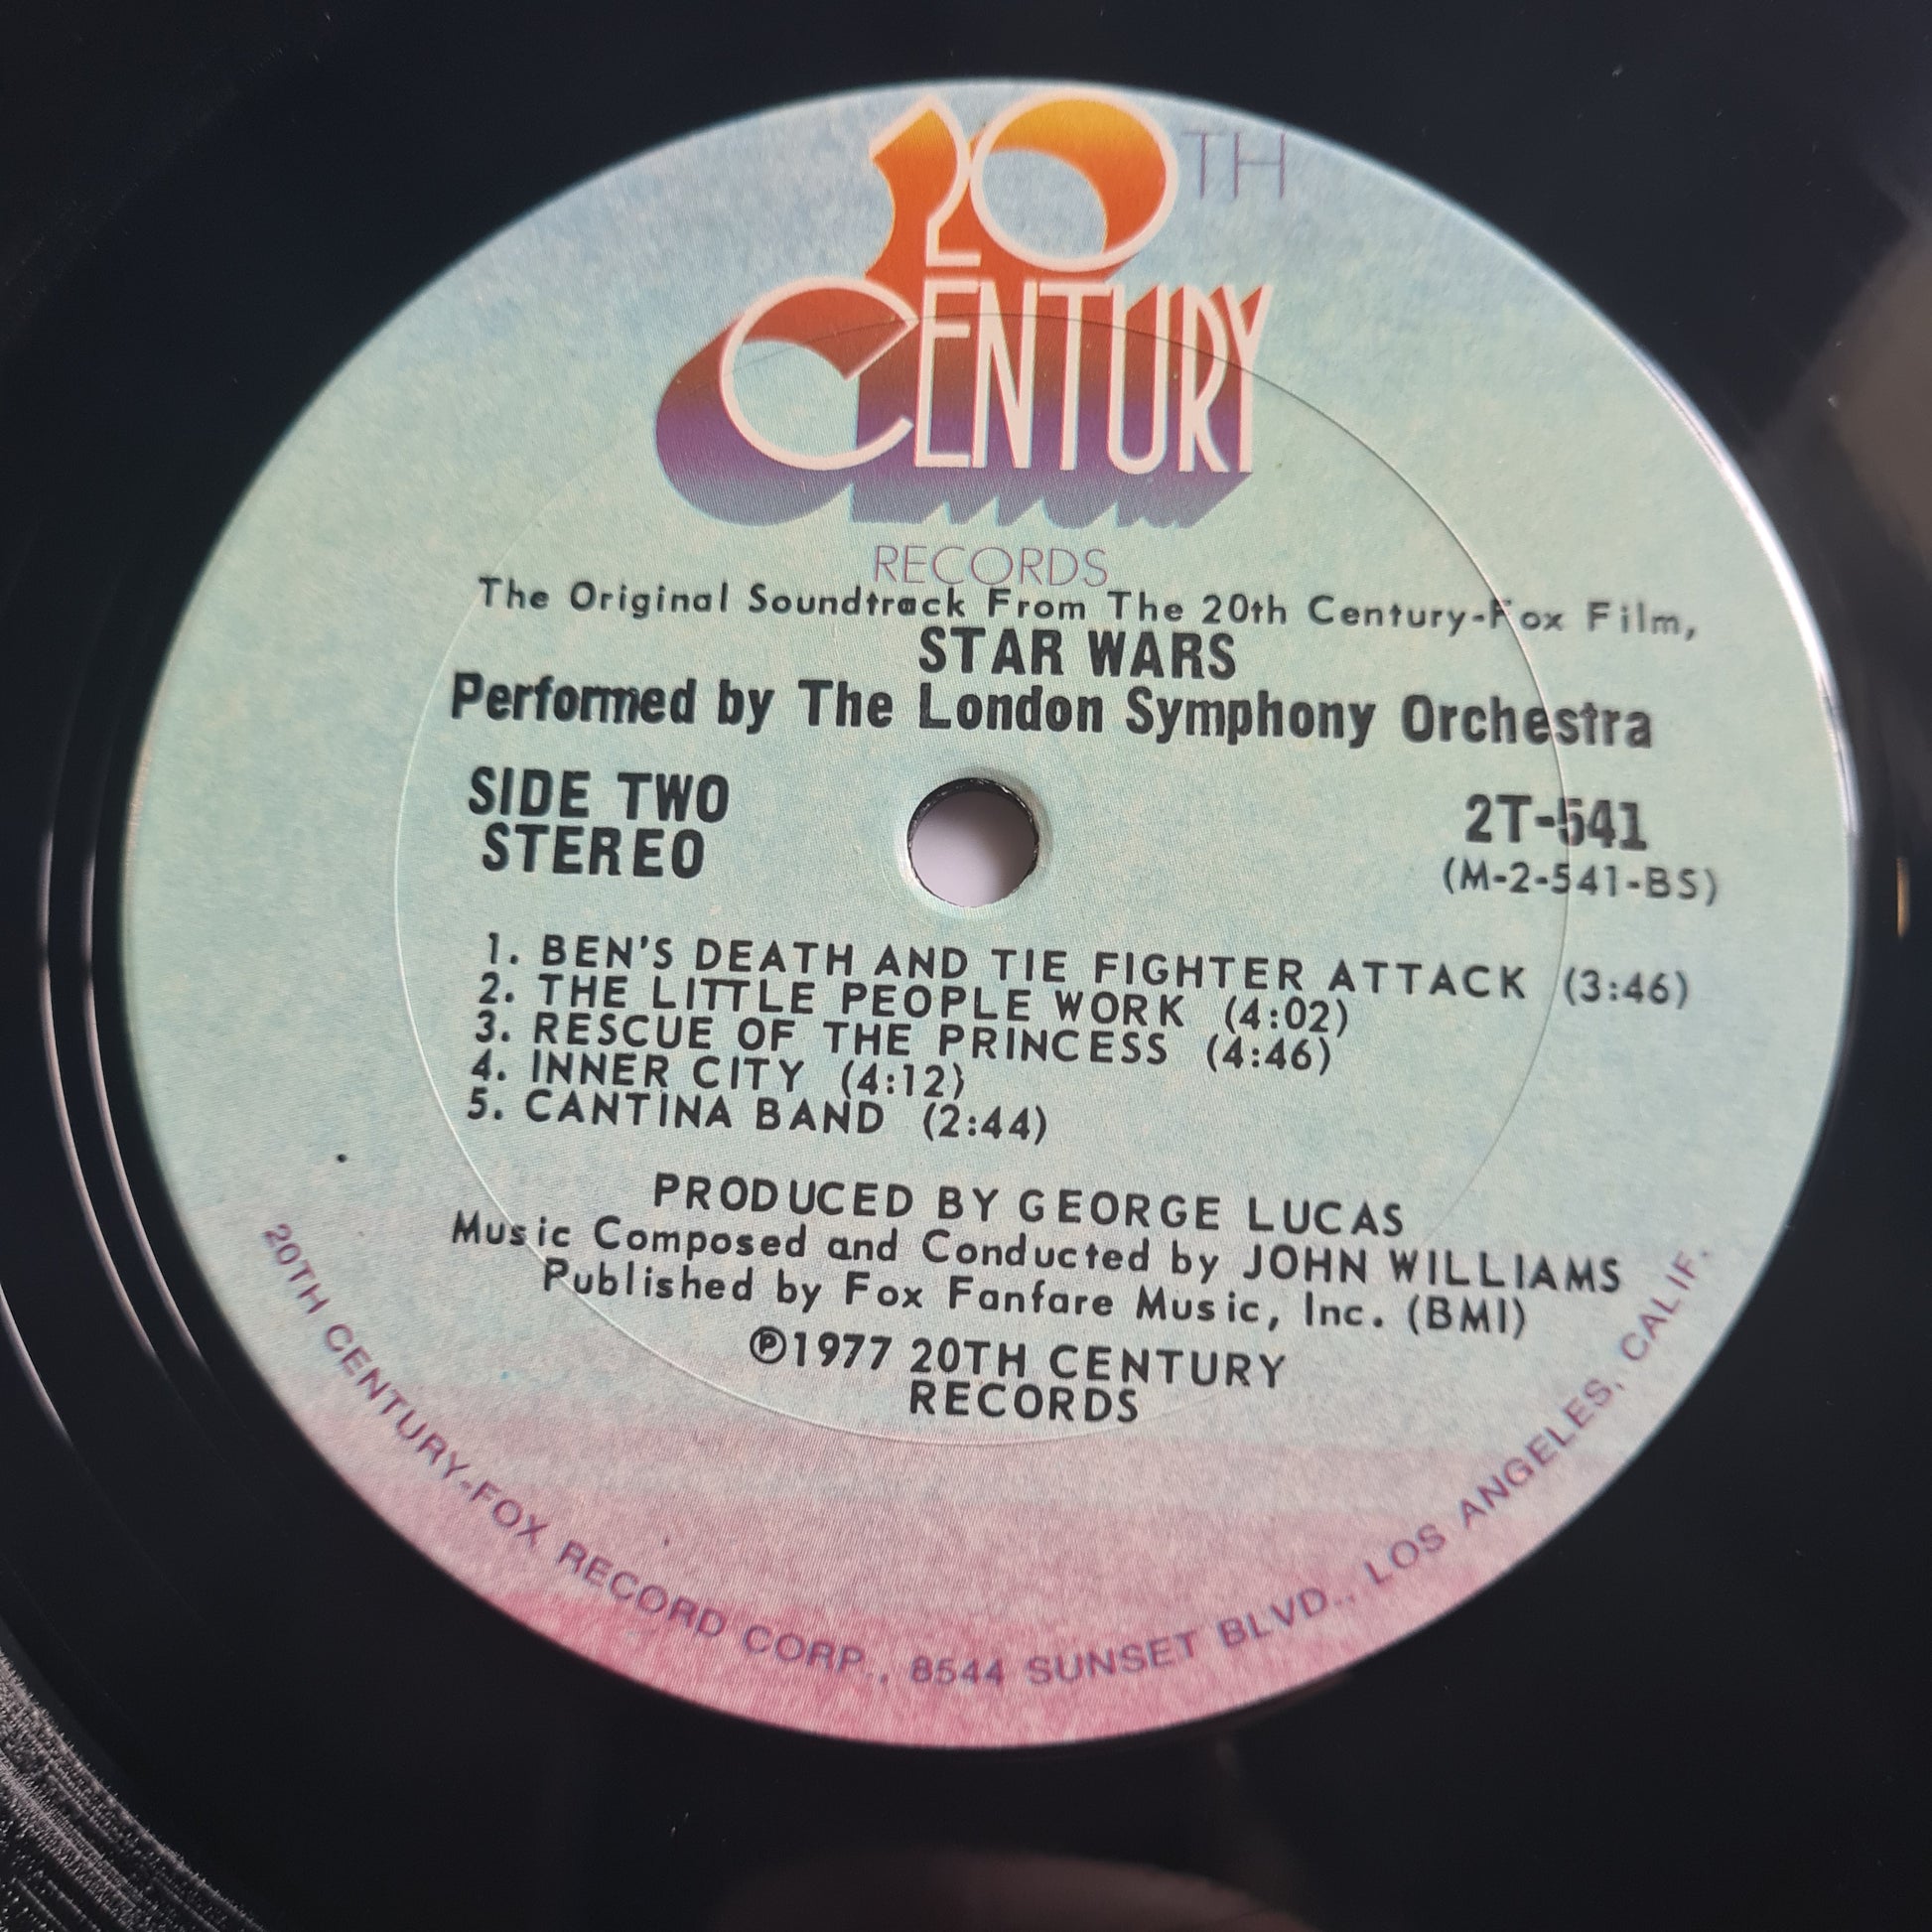 20TH
CENTURY
RECORDS
The Original Soundtrack From The 20th Century-Fox Film,
STAR WARS
Performed by The London Symphony Orchestra
SIDE TWO
STEREO
2T-541
(M-2-541-BS)
1. BEN'S DEATH AND TIE FIGHTER ATTACK (3:46)
2. THE LITTLE PEOPLE WORK (4:02)
3. RESCUE OF THE PRINCESS (4:46)
4. INNER CITY (4:12)
5. CANTINA BAND (2:44)
PRODUCED BY GEORGE LUCAS
Music Composed and Conducted by JOHN WILLIAMS
Published by Fox Fanfare Music, Inc. (BMI)
℗1977 20TH CENTURY
RECORDS
20TH CENTURY-FOX RECORD CORP., 8544 SUNSET BLVD., LOS ANGELES, CALIF.